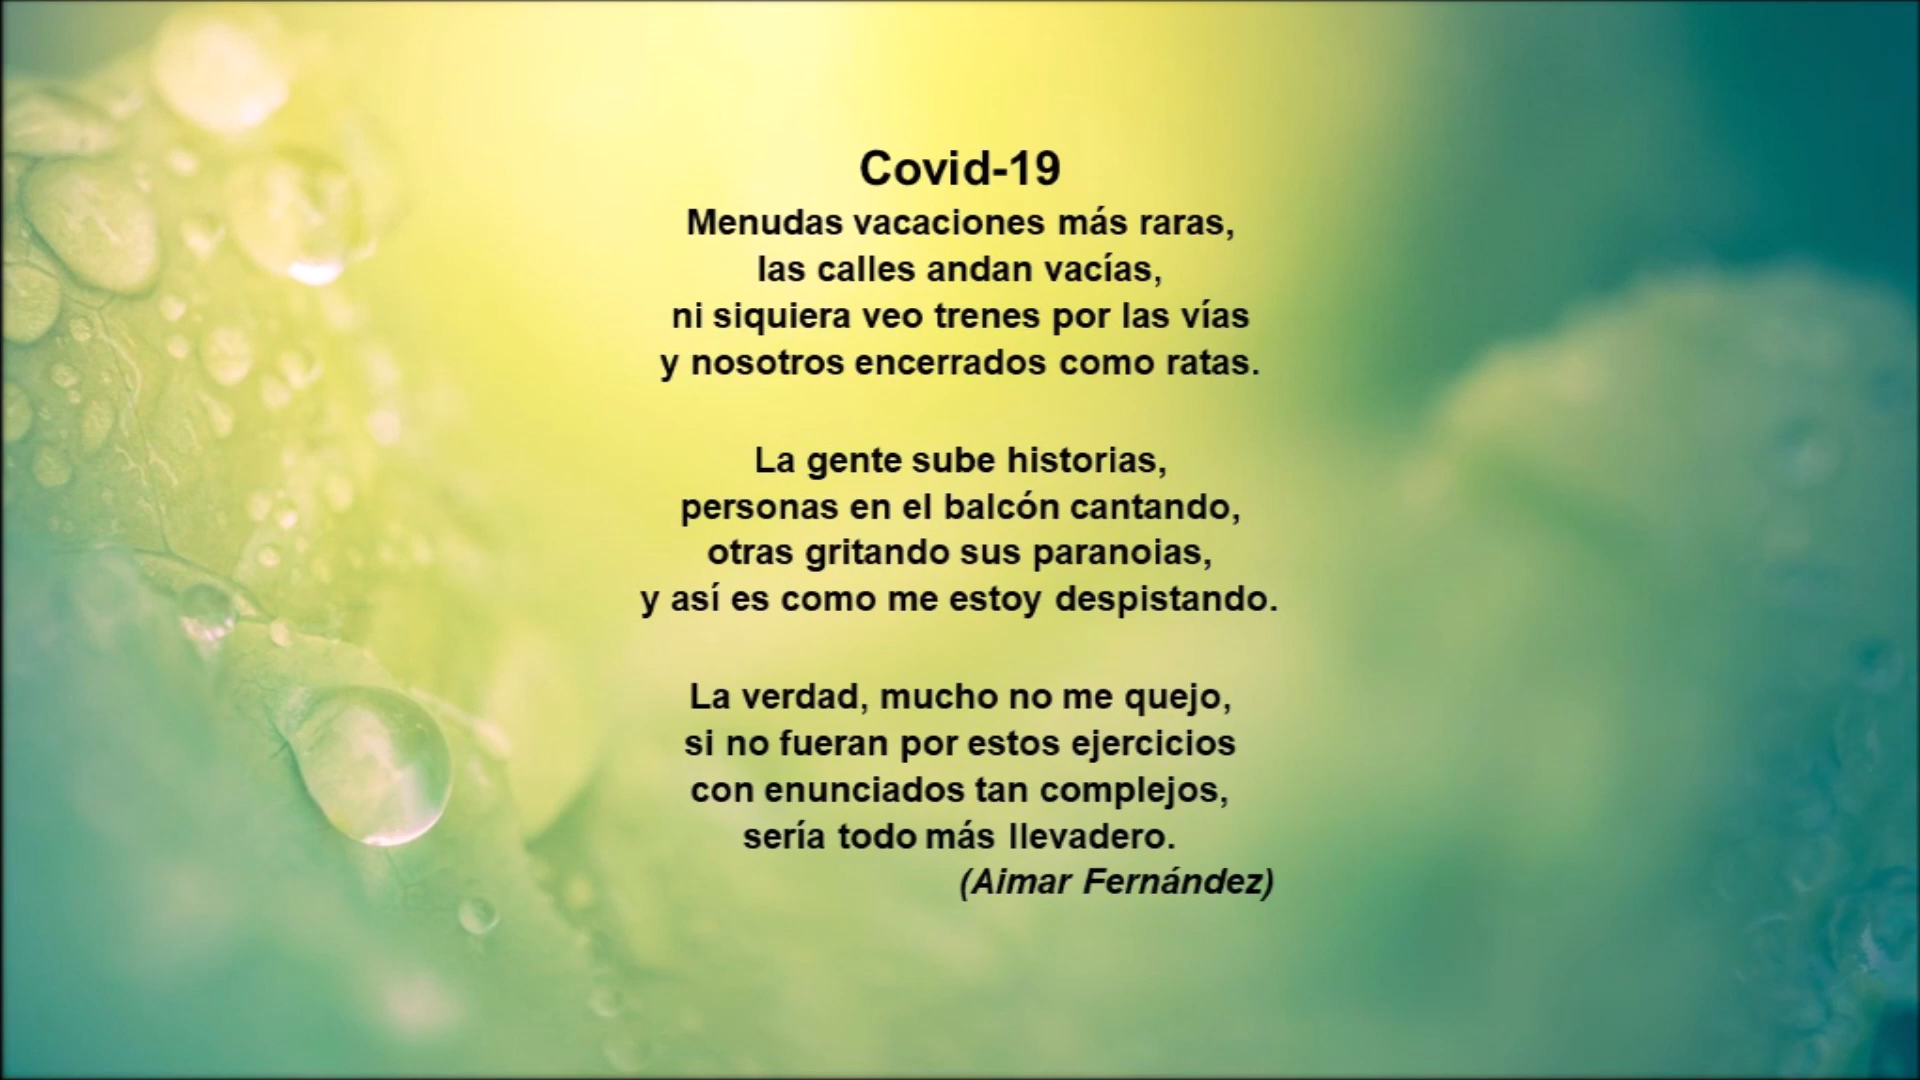 Covid-19
Menudas vacaciones más raras,
las calles andan vacías,
ni siquiera veo trenes por las vías
y nosotros encerrados como ratas.
La gente sube historias,
personas en el balcón cantando,
otras gritando sus paranoias,
y así es como me estoy despistando.
La verdad, mucho no me quejo,
si no fueran por estos ejercicios
con enunciados tan complejos,
sería todo más llevadero.
(Aimar Fernández)